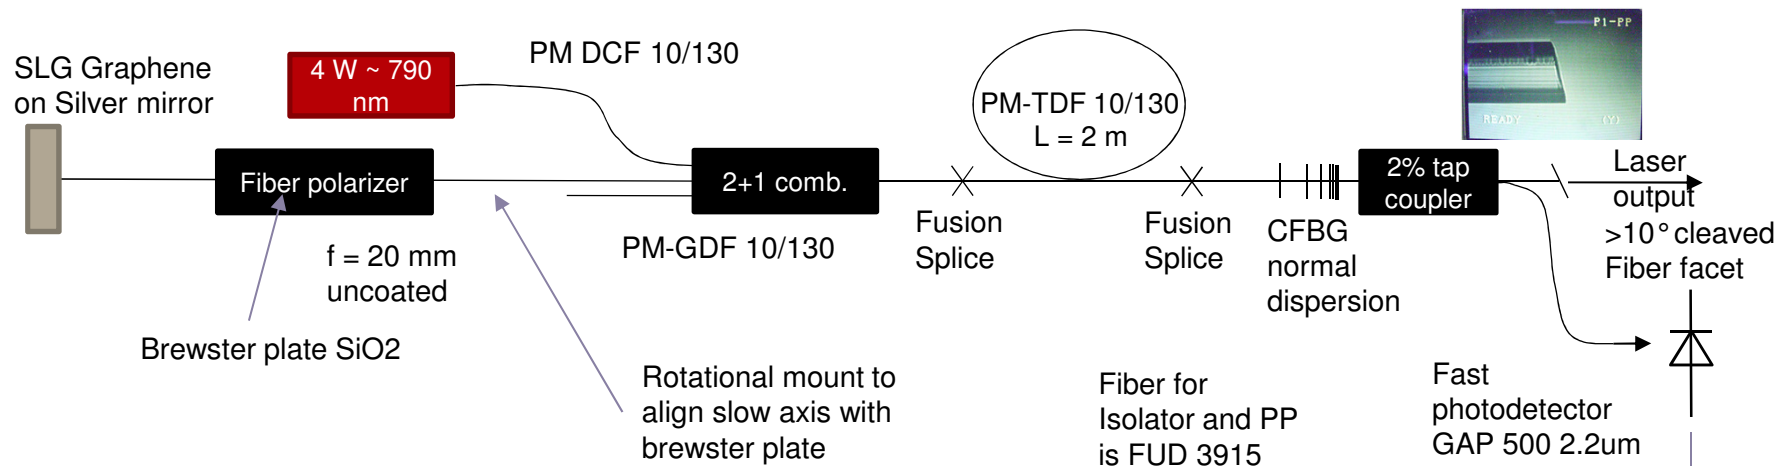 SLG Graphene
on Silver mirror
4 W ~ 790
nm
PM DCF 10/130
Fiber polarizer
f = 20 mm
uncoated
Brewster plate SiO2
2+1 comb.
PM-GDF 10/130
Rotational mount to
align slow axis with
brewster plate
PM-TDF 10/130
L = 2 m
Fusion
Splice
Fusion
Splice
CFBG
normal
dispersion
2% tap
coupler
P1-PP
READY
(Y)
Laser
output
>10° cleaved
Fiber facet
Fiber for
Isolator and PP
is FUD 3915
Fast
photodetector
GAP 500 2.2um